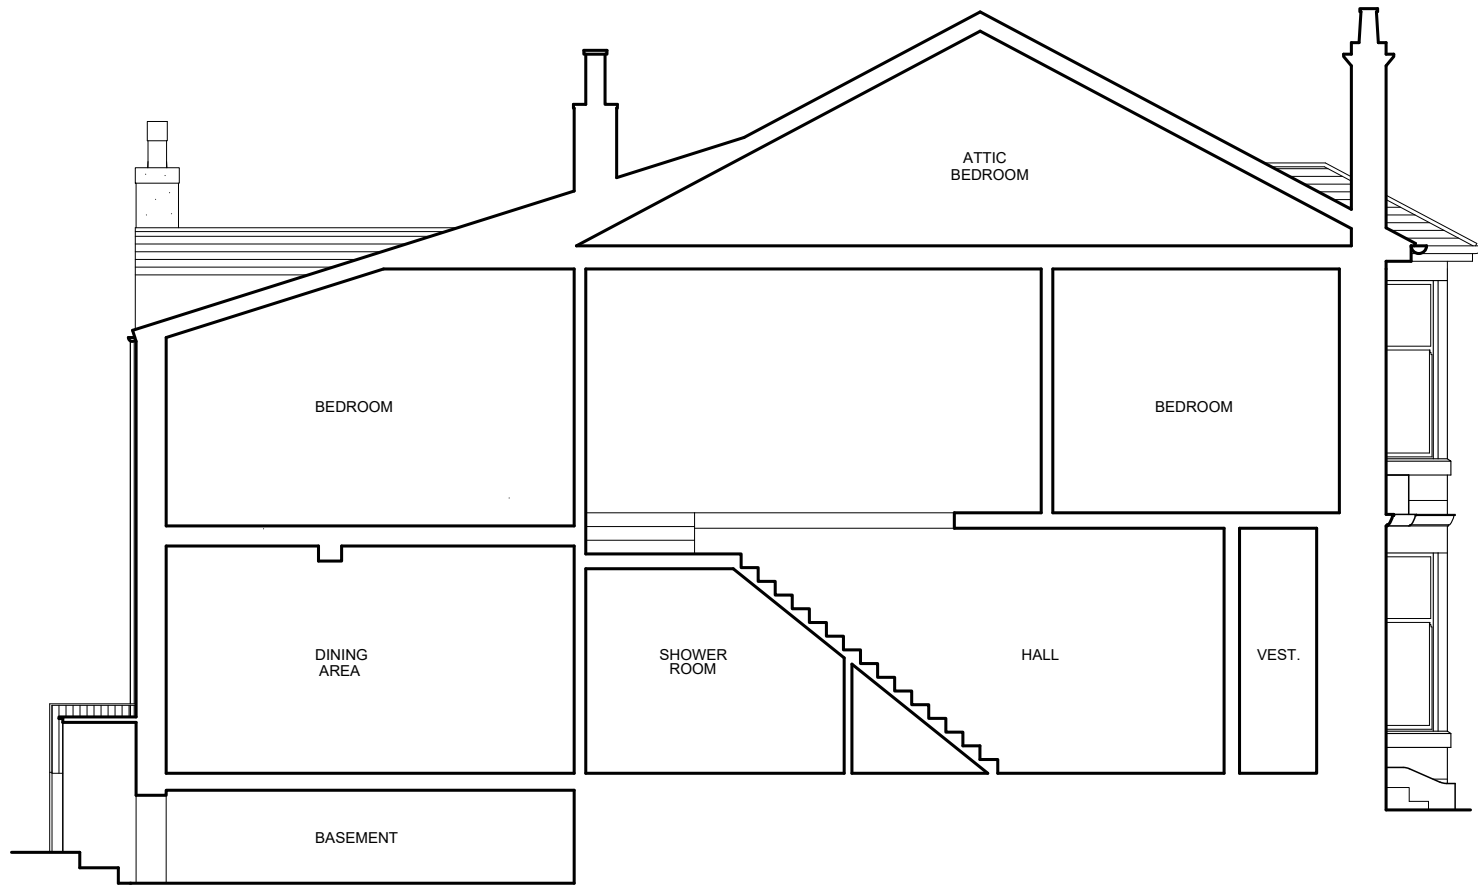 ATTIC
BEDROOM
BEDROOM
BEDROOM
DINING
AREA
SHOWER
ROOM
HALL
VEST.
BASEMENT